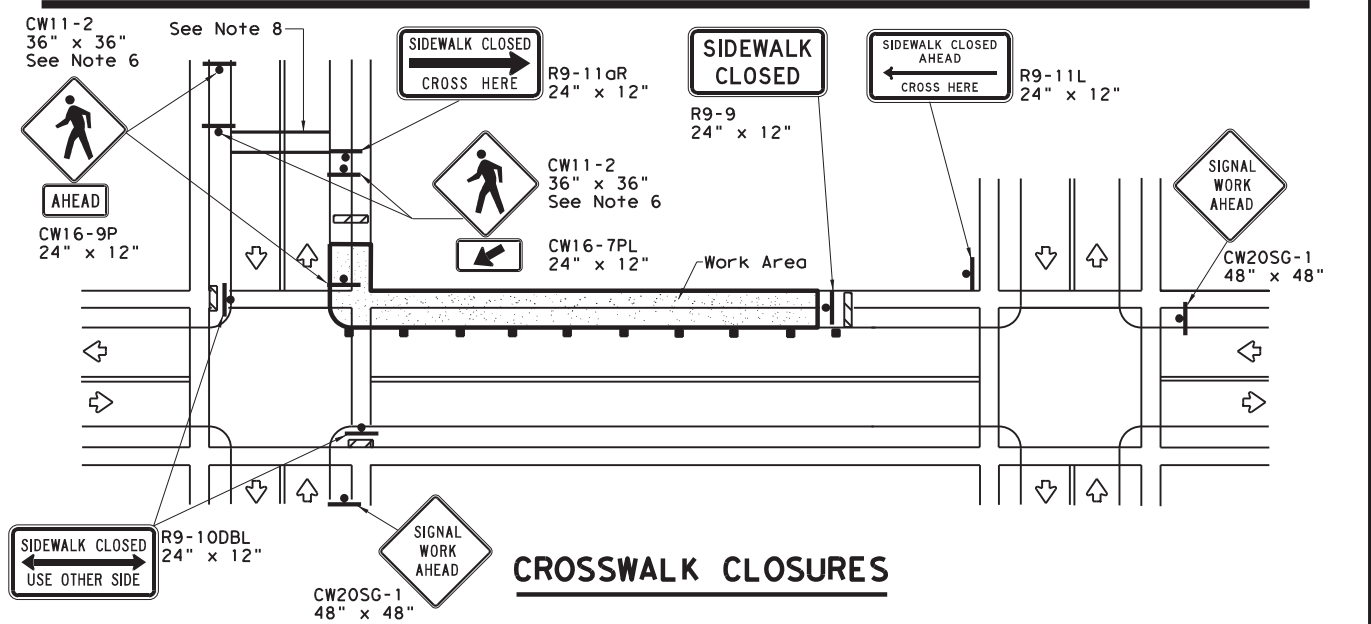 CW11-2
36" x 36"
See Note 6
See Note 8
SIDEWALK CLOSED
CROSS HERE
R9-11aR
24" x 12"
SIDEWALK
CLOSED
R9-9
24" x 12"
SIDEWALK CLOSED
AHEAD
CROSS HERE
R9-11L
24" x 12"
AHEAD
CW16-9P
24" x 12"
CW11-2
36" x 36"
See Note 6
CW16-7PL
24" x 12"
Work Area
SIGNAL
WORK
AHEAD
CW20SG-1
48" x 48"
SIDEWALK CLOSED
USE OTHER SIDE
R9-10DBL
24" x 12"
SIGNAL
WORK
AHEAD
CW20SG-1
48" x 48"
CROSSWALK CLOSURES